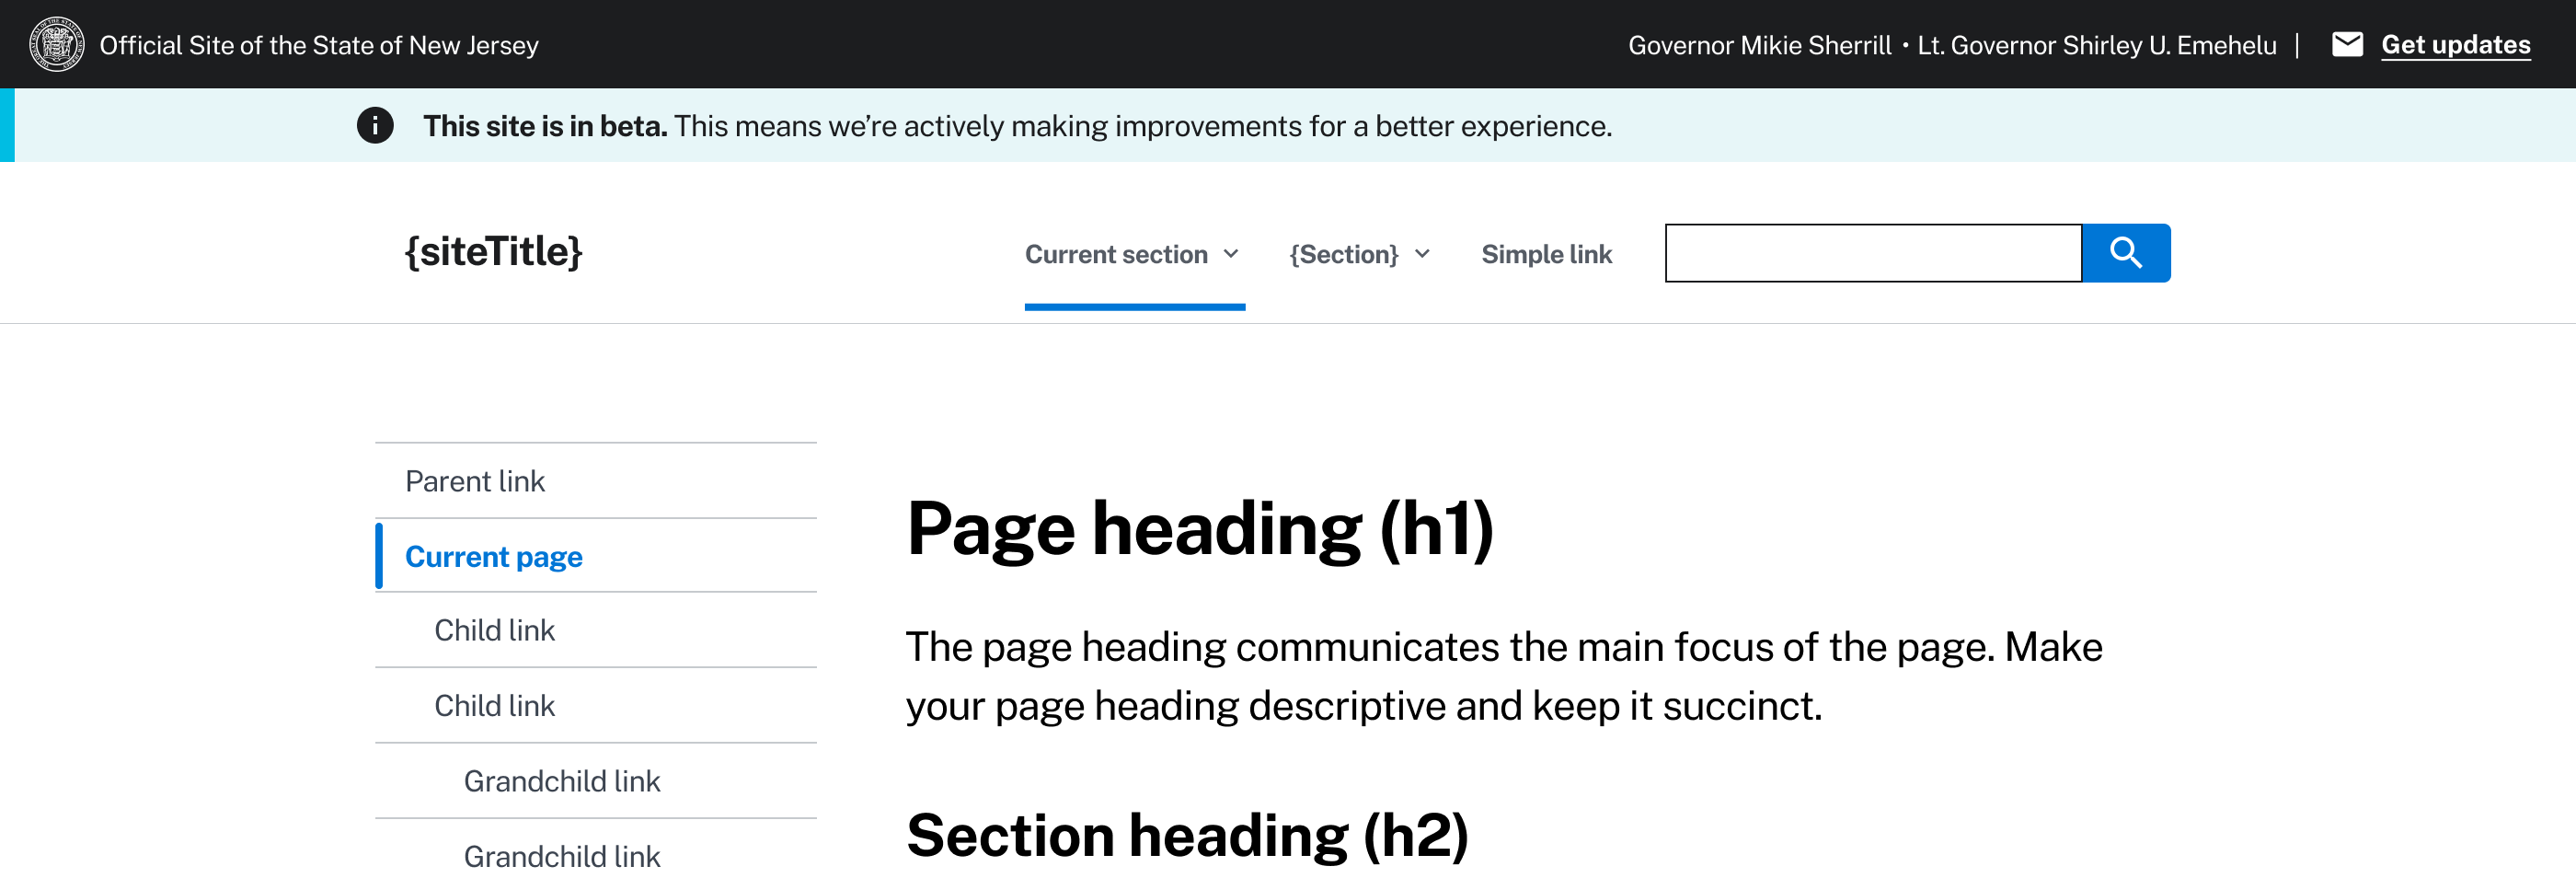 Official Site of the State of New Jersey
Governor Mikie Sherrill • Lt. Governor Shirley U. Emehelu | Get updates
This site is in beta. This means we’re actively making improvements for a better experience.
{siteTitle}
Current section
{Section}
Simple link
Parent link
Current page
Child link
Child link
Grandchild link
Grandchild link
Page heading (h1)
The page heading communicates the main focus of the page. Make
your page heading descriptive and keep it succinct.
Section heading (h2)